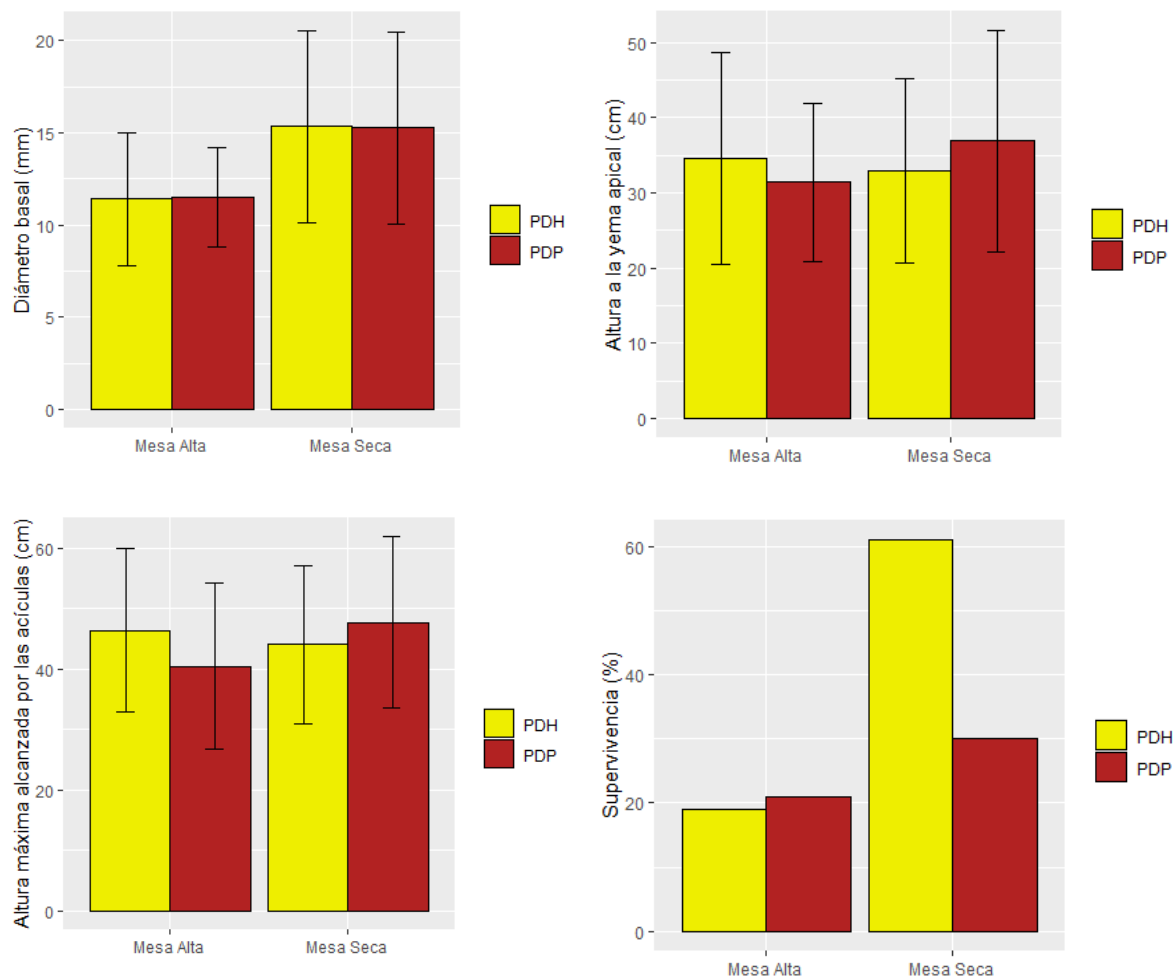 Diámetro basal (mm)
20
15
10
5
0
Mesa Alta
Mesa Seca
PDH
PDP
Altura a la yema apical (cm)
50
40
30
20
10
0
Mesa Alta
Mesa Seca
PDH
PDP
Altura máxima alcanzada por las acículas (cm)
60
40
20
0
Mesa Alta
Mesa Seca
PDH
PDP
Supervivencia (%)
60
40
20
0
Mesa Alta
Mesa Seca
PDH
PDP